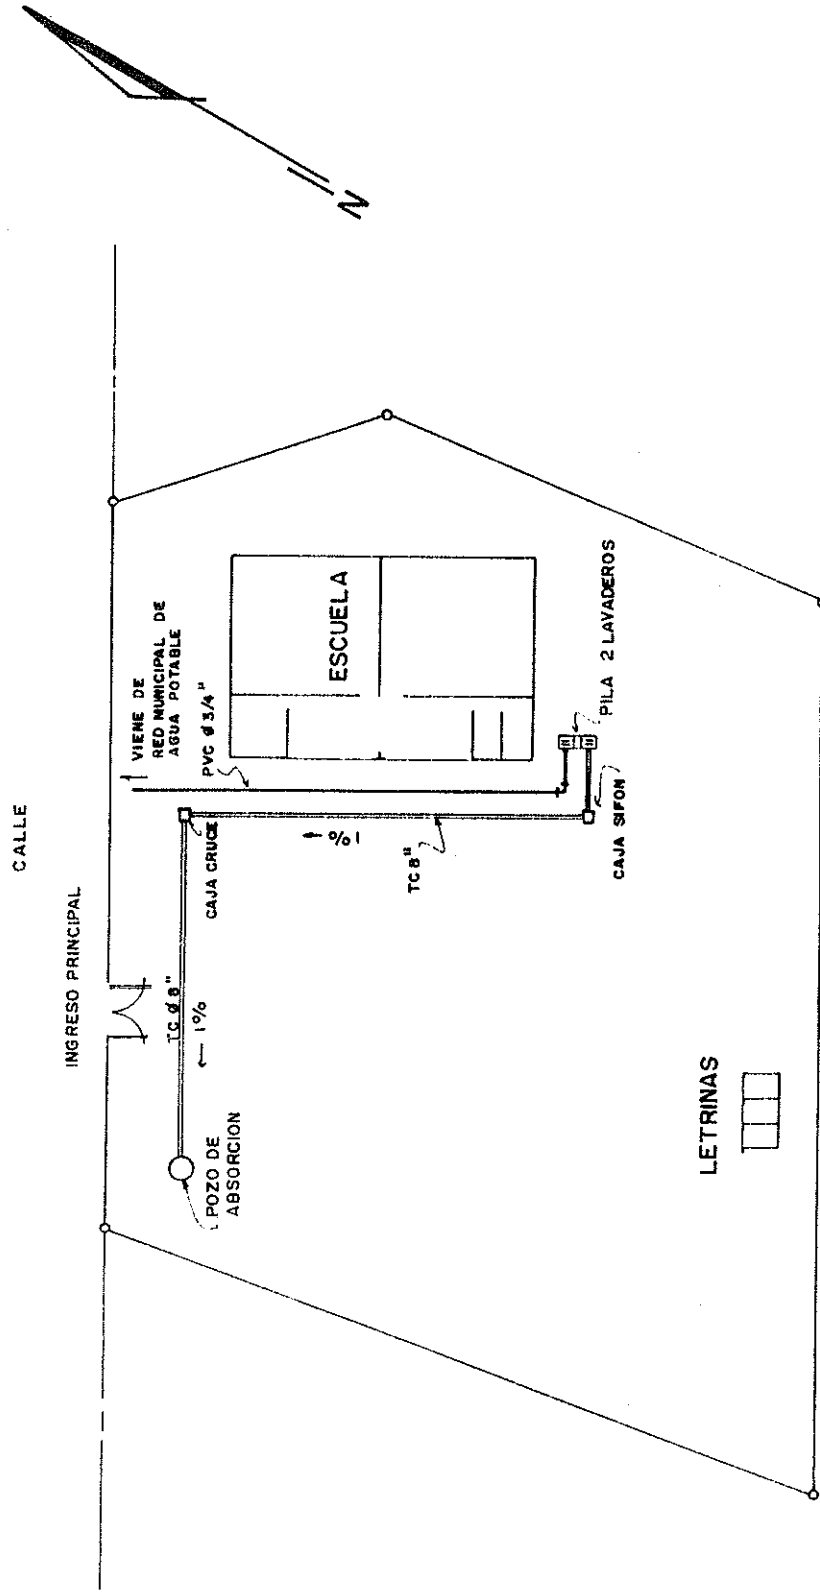 N
CALLE
INGRESO PRINCIPAL
VIENE DE
RED MUNICIPAL DE
AGUA POTABLE
PVC Ø 3/4"
ESCUELA
PILA 2 LAVADEROS
CAJA SIFON
TC 8"
1%
CAJA CRUCE
TC Ø 8"
1%
POZO DE
ABSORCION
LETRINAS